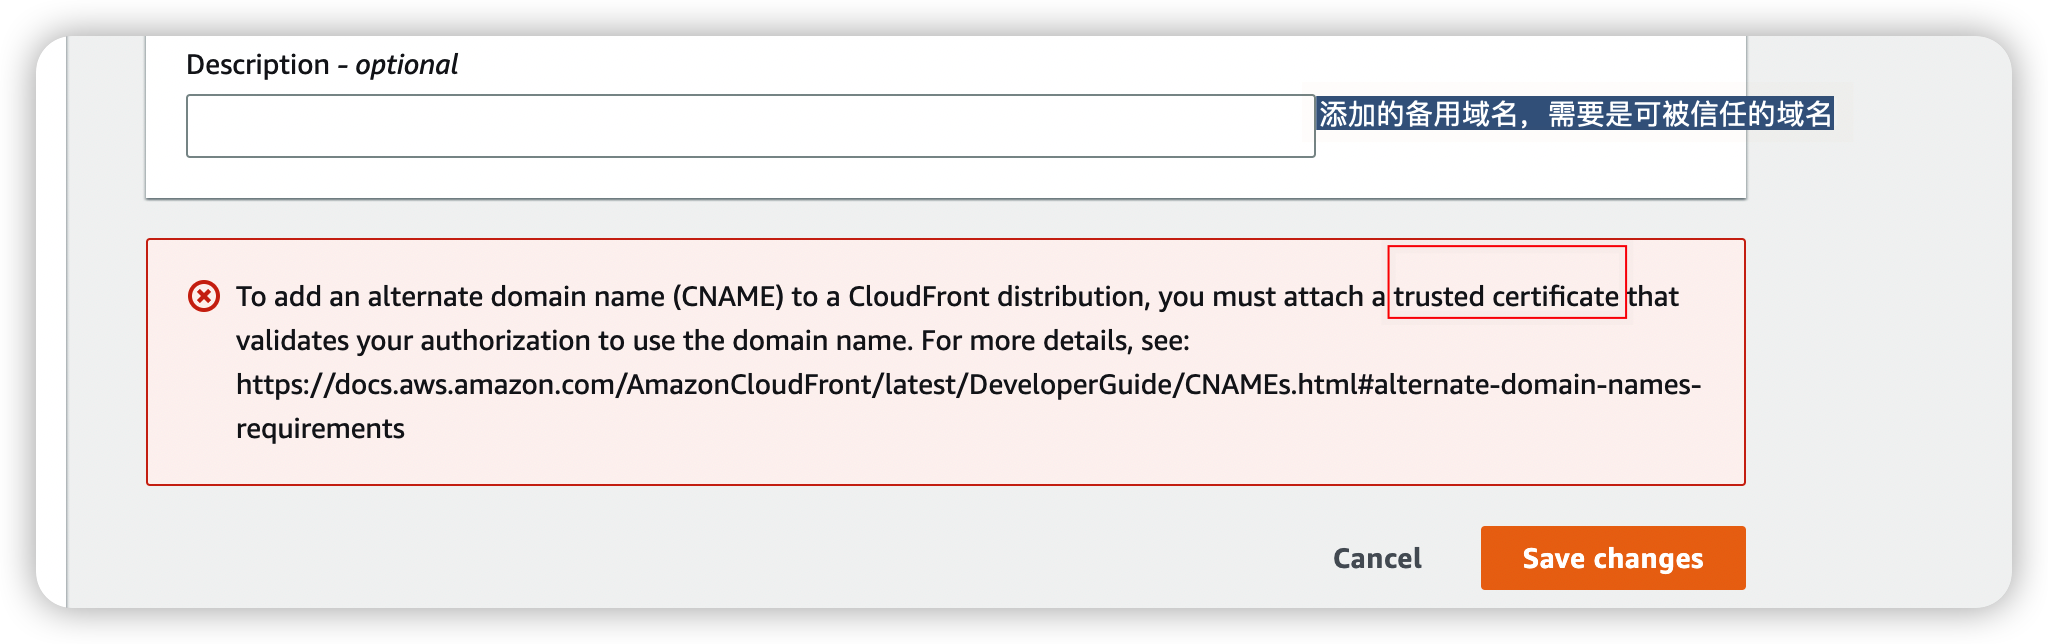 Description - optional
添加的备用域名，需要是可被信任的域名
To add an alternate domain name (CNAME) to a CloudFront distribution, you must attach a trusted certificate that
validates your authorization to use the domain name. For more details, see:
https://docs.aws.amazon.com/AmazonCloudFront/latest/DeveloperGuide/CNAMEs.html#alternate-domain-names-
requirements
Cancel
Save changes